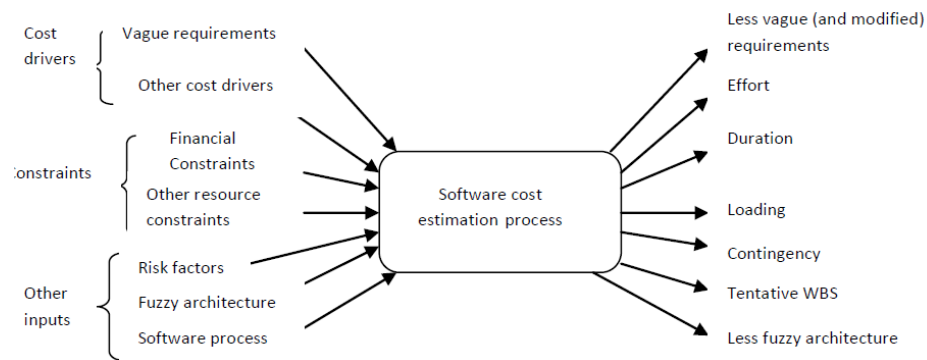 Cost
drivers
Vague requirements
Other cost drivers
:onstraints
Financial
Constraints
Other resource
constraints
Other
inputs
Risk factors
Fuzzy architecture
Software process
Software cost
estimation process
Less vague (and modified)
requirements
Effort
Duration
Loading
Contingency
Tentative WBS
Less fuzzy architecture